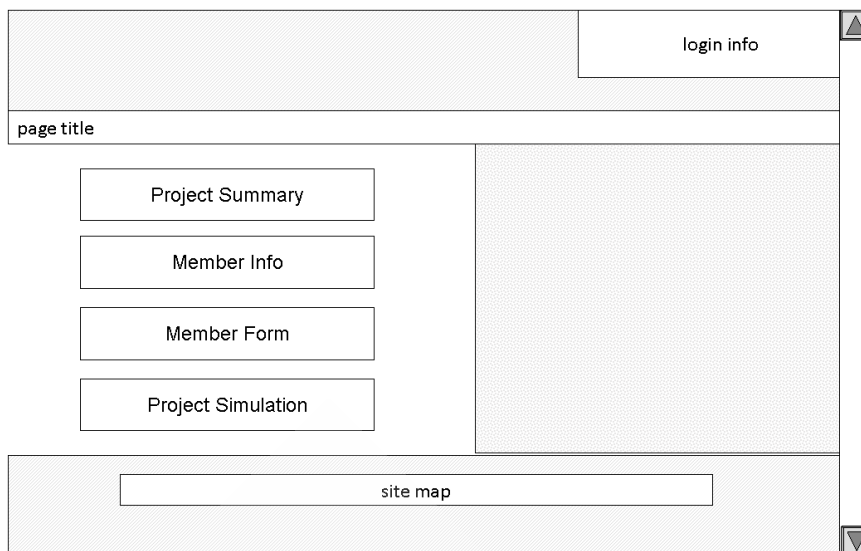 login info
page title
Project Summary
Member Info
Member Form
Project Simulation
site map